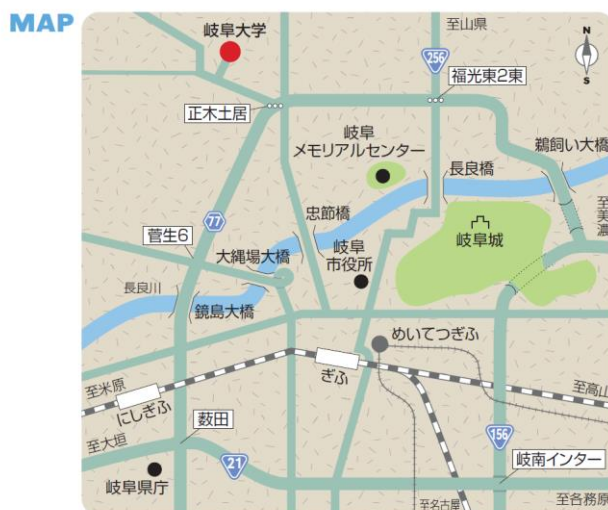 MAP
岐阜大学
至山県
256
N
S
福光東2東
正木土居
岐阜
メモリアルセンター
鵜飼い大橋
長良橋
至美濃
77
忠節橋
菅生6
岐阜城
大縄場大橋
岐阜
市役所
長良川
鏡島大橋
めいてつぎふ
ぎふ
至米原
にしぎふ
至高山
至大垣
薮田
156
21
岐南インター
岐阜県庁
至名古屋
至各務原